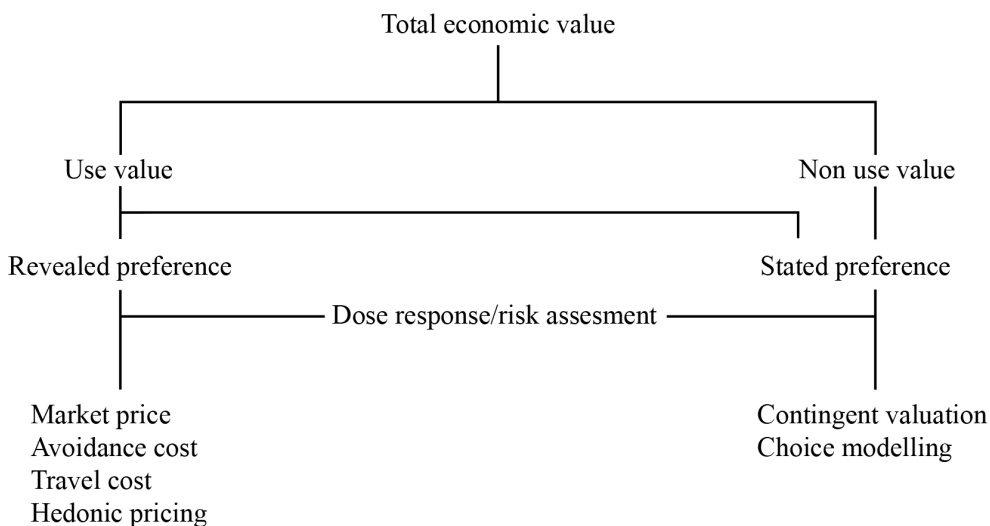 Total economic value
Use value
Non use value
Revealed preference
Stated preference
Dose response/risk assesment
Market price
Avoidance cost
Travel cost
Hedonic pricing
Contingent valuation
Choice modelling